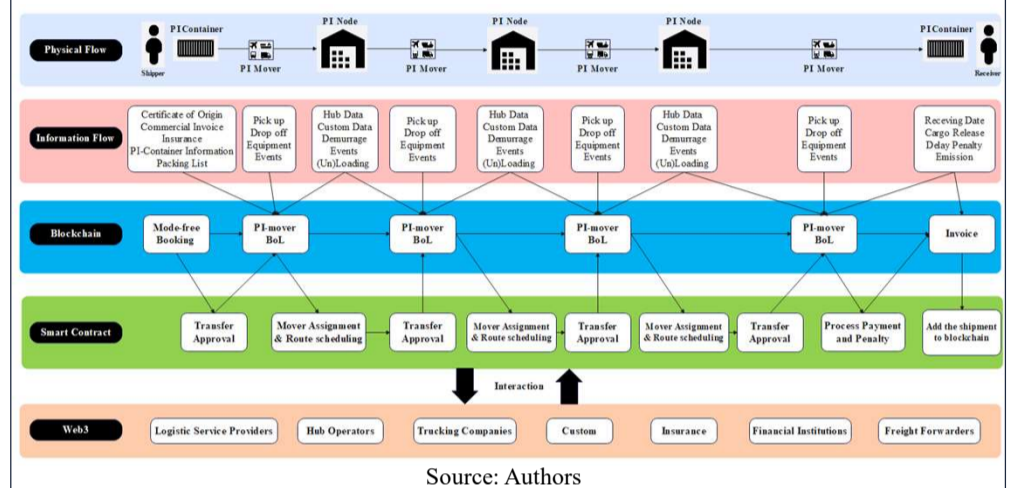 PI Node
PI Node
PI Node
PI Container
PI Container
Physical Flow
Shipper
PI Mover
PI Mover
PI Mover
PI Mover
Receiver
Information Flow
Certificate of Origin
Commercial Invoice
Insurance
PI-Container Information
Packing List
Pick up
Drop off
Equipment
Events
Hub Data
Custom Data
Demurrage
Events
(Un)Loading
Pick up
Drop off
Equipment
Events
Hub Data
Custom Data
Demurrage
Events
(Un)Loading
Pick up
Drop off
Equipment
Events
Hub Data
Custom Data
Demurrage
Events
(Un)Loading
Pick up
Drop off
Equipment
Events
Receving Date
Cargo Release
Delay Penalty
Emission
Blockchain
Mode-free
Booking
PI-mover
BoL
PI-mover
BoL
PI-mover
BoL
PI-mover
BoL
Invoice
Smart Contract
Transfer
Approval
Mover Assignment
& Route scheduling
Transfer
Approval
Mover Assignment
& Route scheduling
Transfer
Approval
Mover Assignment
& Route scheduling
Transfer
Approval
Process Payment
and Penalty
Add the shipment
to blockchain
Interaction
Web3
Logistic Service Providers
Hub Operators
Trucking Companies
Custom
Insurance
Financial Institutions
Freight Forwarders
Source: Authors